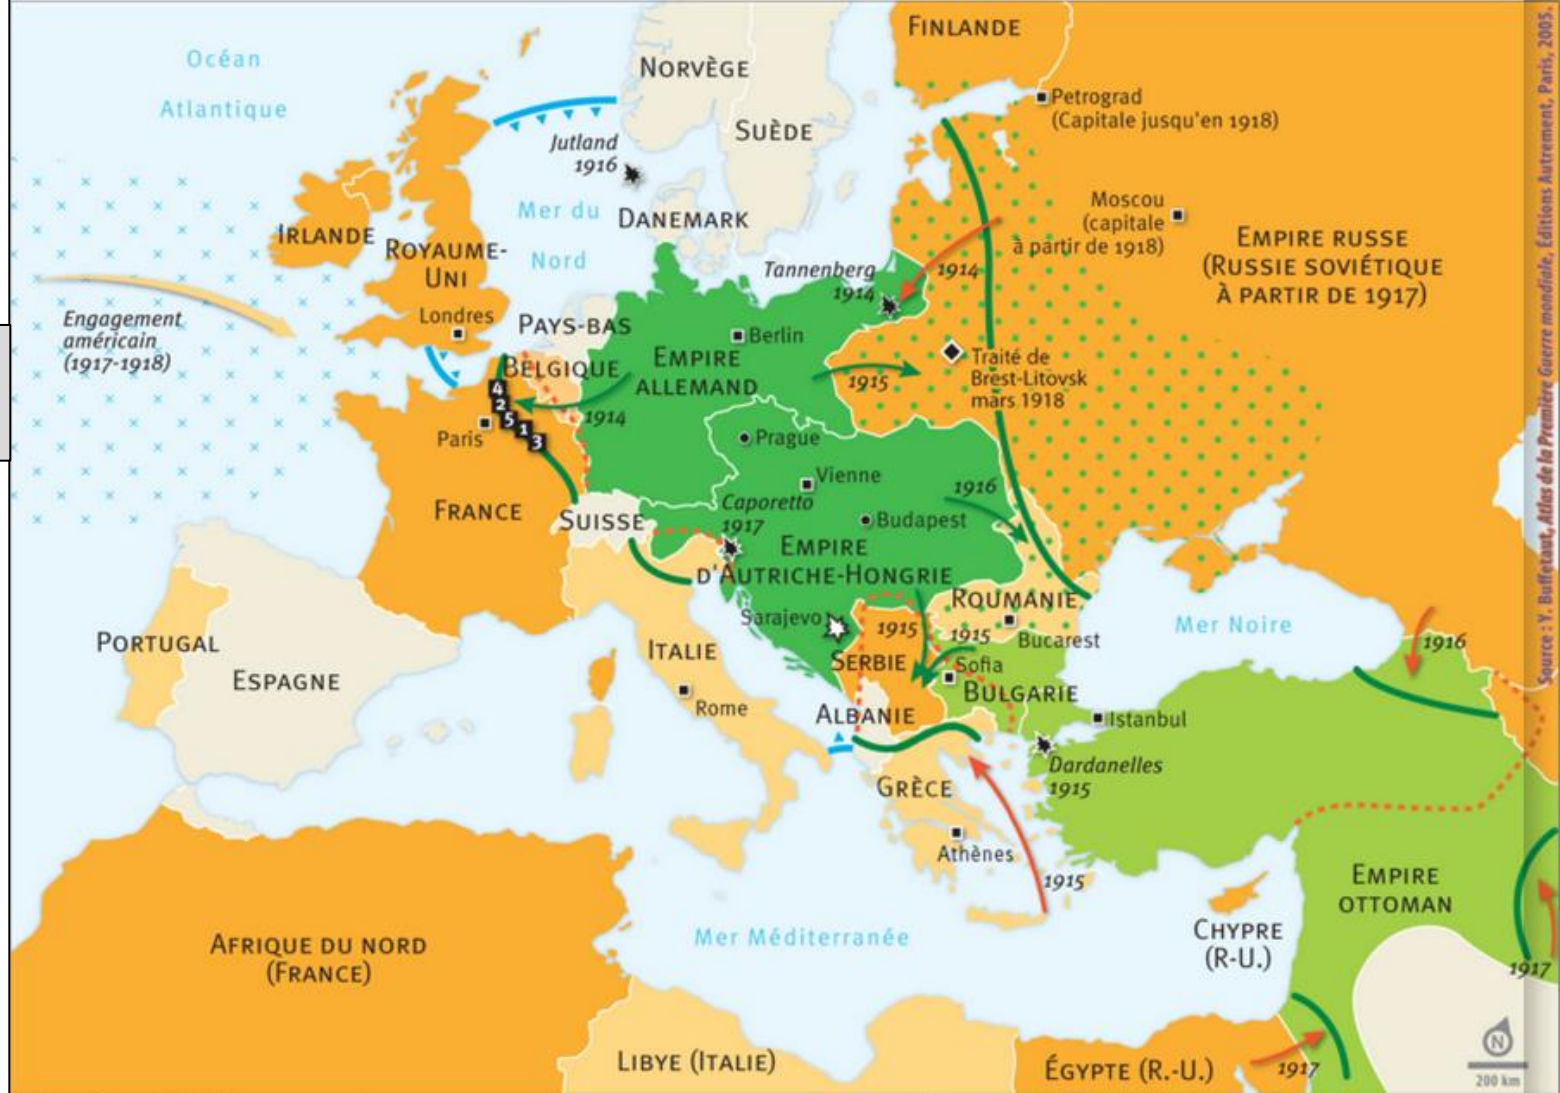 Océan
Atlantique
NORVÈGE
SUÈDE
FINLANDE
Petrograd
(Capitale jusqu'en 1918)
Jutland
1916
Mer du
Nord
DANEMARK
Moscou
(capitale
à partir de 1918)
EMPIRE RUSSE
(RUSSIE SOVIÉTIQUE
À PARTIR DE 1917)
IRLANDE
ROYAUME-
UNI
Londres
Engagement
américain
(1917-1918)
PAYS-BAS
BELGIQUE
Tannenberg
1914
1914
Berlin
EMPIRE
ALLEMAND
1915
Traité de
Brest-Litovsk
mars 1918
1914
4
2
5
1
3
Paris
Prague
Vienne
1916
FRANCE
SUISSE
Caporetto
1917
Budapest
EMPIRE
D'AUTRICHE-HONGRIE
ROUMANIE
Bucarest
Sarajevo
1915
1915
SERBIE
Sofia
BULGARIE
Mer Noire
1916
PORTUGAL
ESPAGNE
ITALIE
Rome
ALBANIE
Istanbul
Dardanelles
1915
GRÈCE
Athènes
1915
EMPIRE
OTTOMAN
CHYPRE
(R-U.)
Mer Méditerranée
AFRIQUE DU NORD
(FRANCE)
1917
LIBYE (ITALIE)
ÉGYPTE (R.-U.)
1917
N
200 km
Source : Y. Buffetaut, Atlas de la Première Guerre mondiale, Éditions Autrement, Paris, 2005.